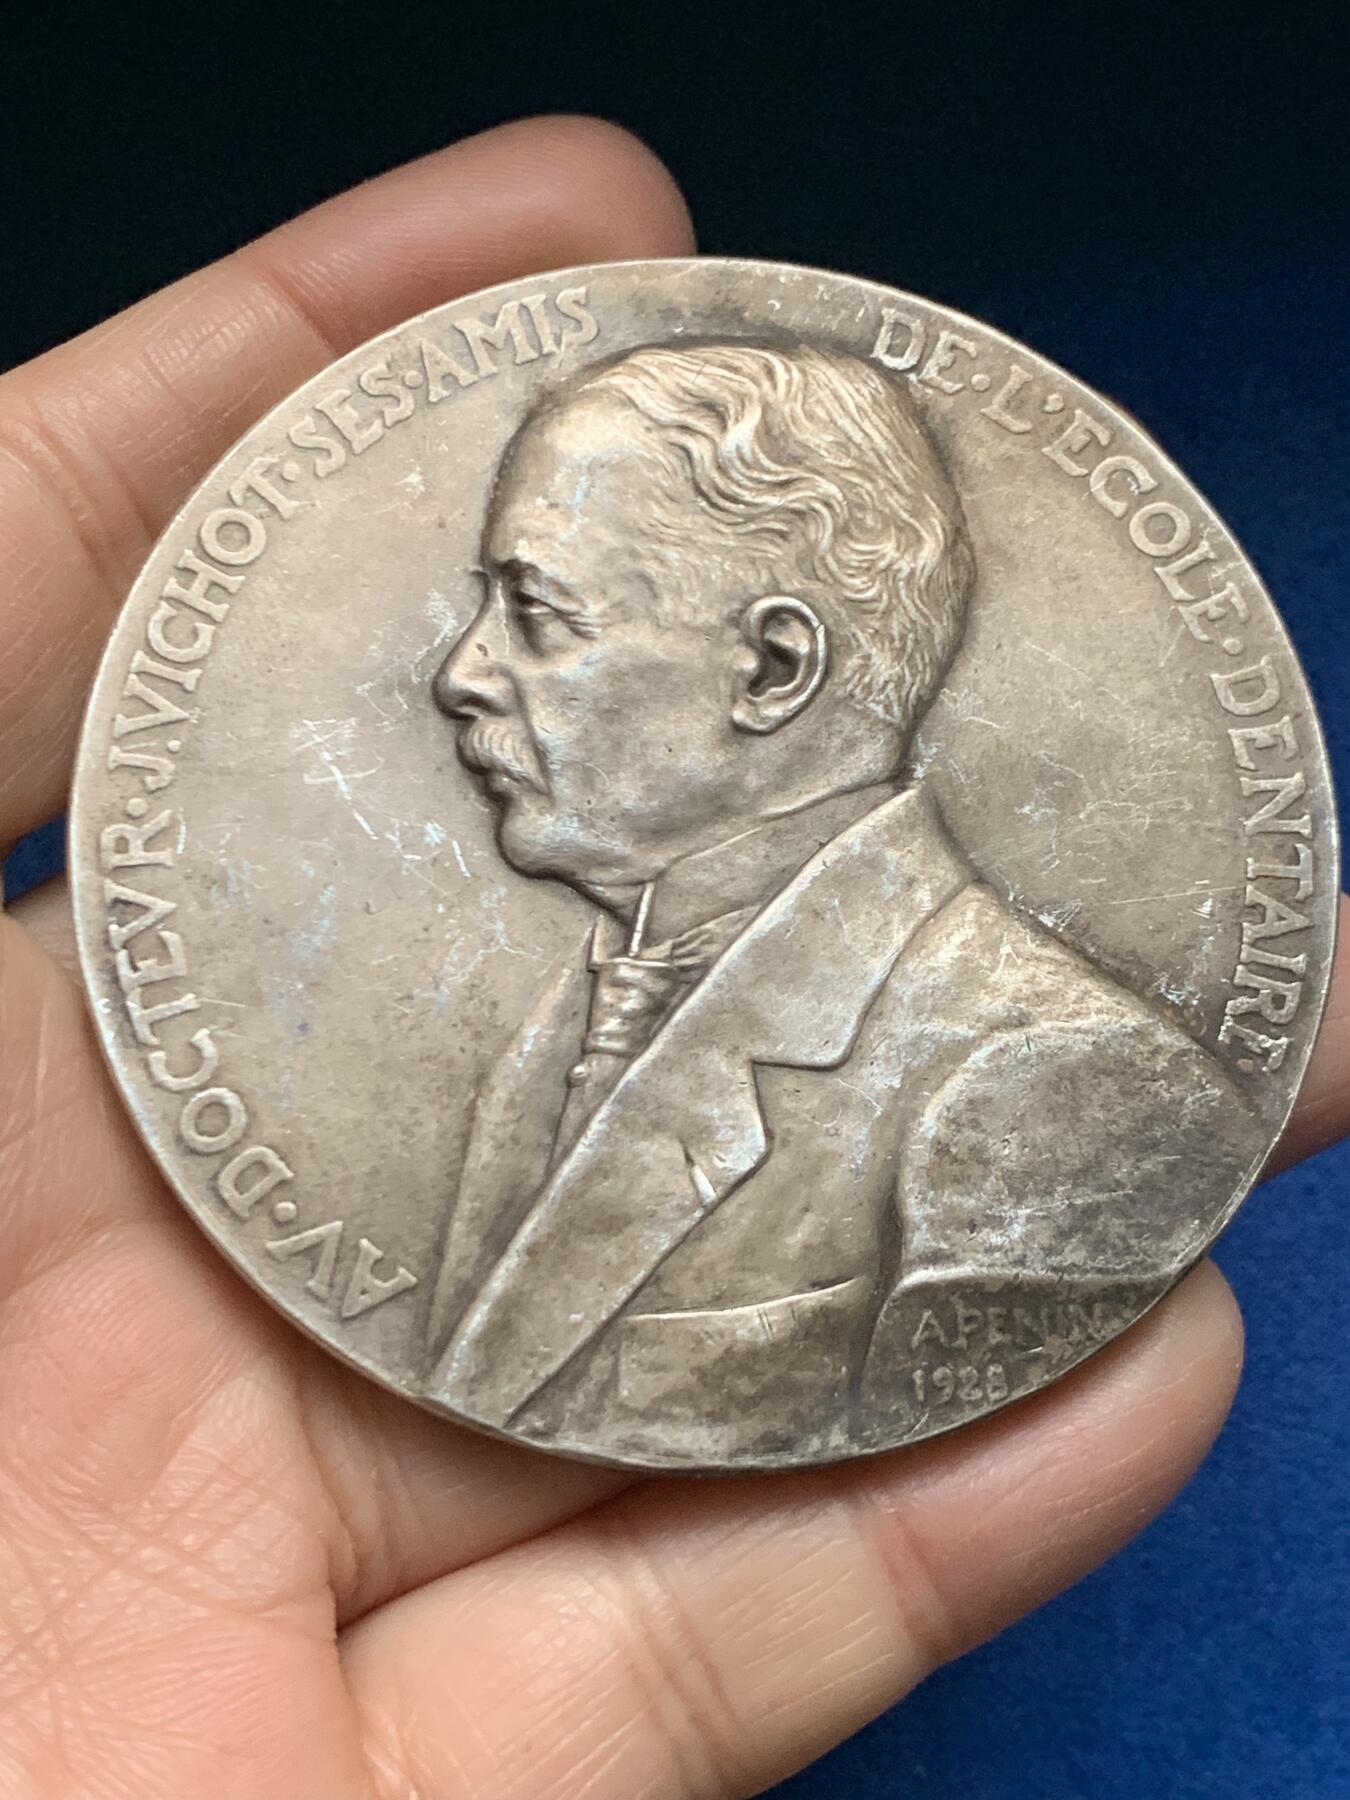 AV·DOCTEVR·J.VICHOT·SES·AMIS DE·L'ECOLE·DENTAIRE
A.PENIN
1928